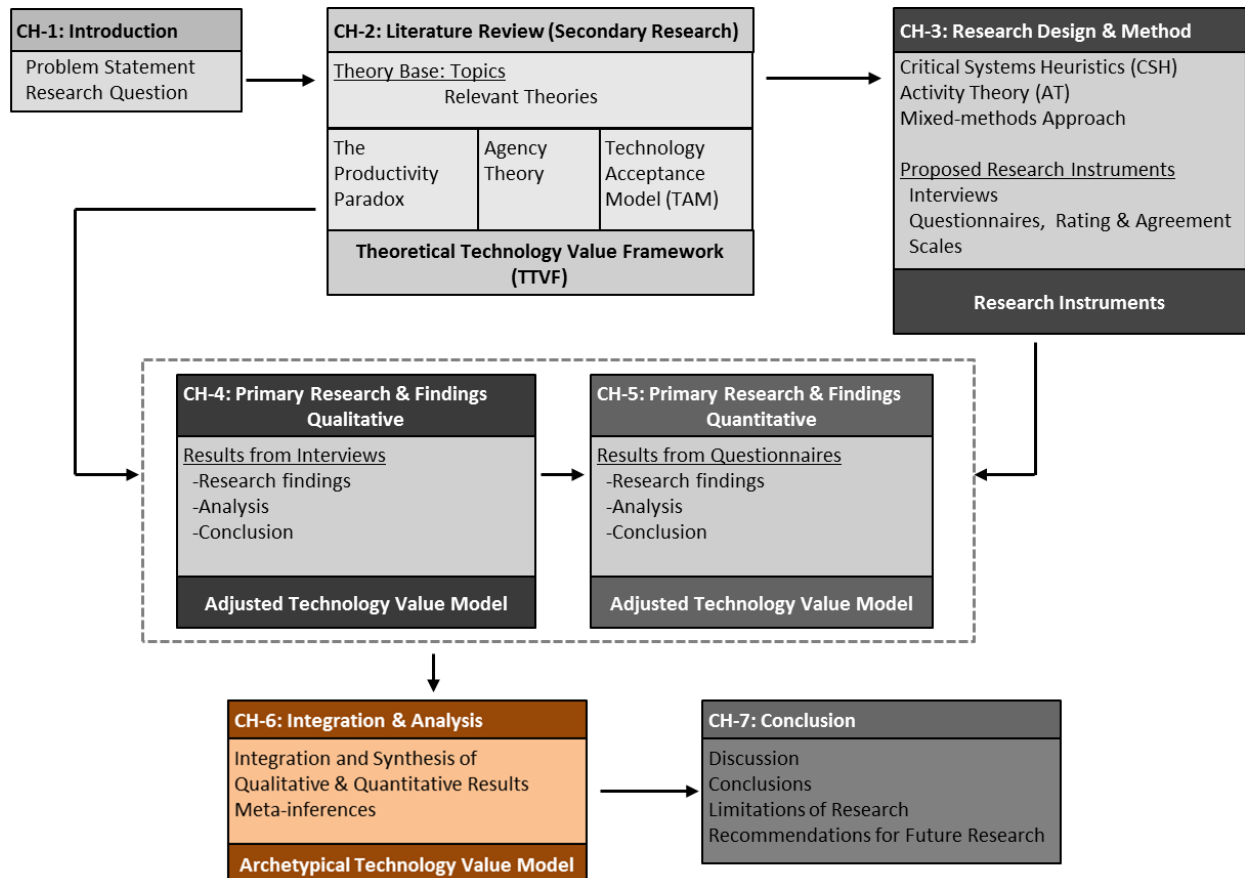 CH-1: Introduction
Problem Statement
Research Question
CH-2: Literature Review (Secondary Research)
Theory Base: Topics
Relevant Theories
The
Productivity
Paradox
Agency
Theory
Technology
Acceptance
Model (TAM)
Theoretical Technology Value Framework
(TTVF)
CH-3: Research Design & Method
Critical Systems Heuristics (CSH)
Activity Theory (AT)
Mixed-methods Approach
Proposed Research Instruments
Interviews
Questionnaires, Rating & Agreement
Scales
Research Instruments
CH-4: Primary Research & Findings
Qualitative
Results from Interviews
-Research findings
-Analysis
-Conclusion
Adjusted Technology Value Model
CH-5: Primary Research & Findings
Quantitative
Results from Questionnaires
-Research findings
-Analysis
-Conclusion
Adjusted Technology Value Model
CH-6: Integration & Analysis
Integration and Synthesis of
Qualitative & Quantitative Results
Meta-inferences
Archetypical Technology Value Model
CH-7: Conclusion
Discussion
Conclusions
Limitations of Research
Recommendations for Future Research